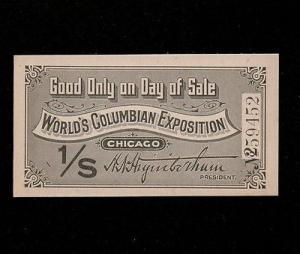 Good Only on Day of Sale
WORLD'S COLUMBIAN EXPOSITION
CHICAGO
1/S
H.N.Higinbotham
PRESIDENT.
259452